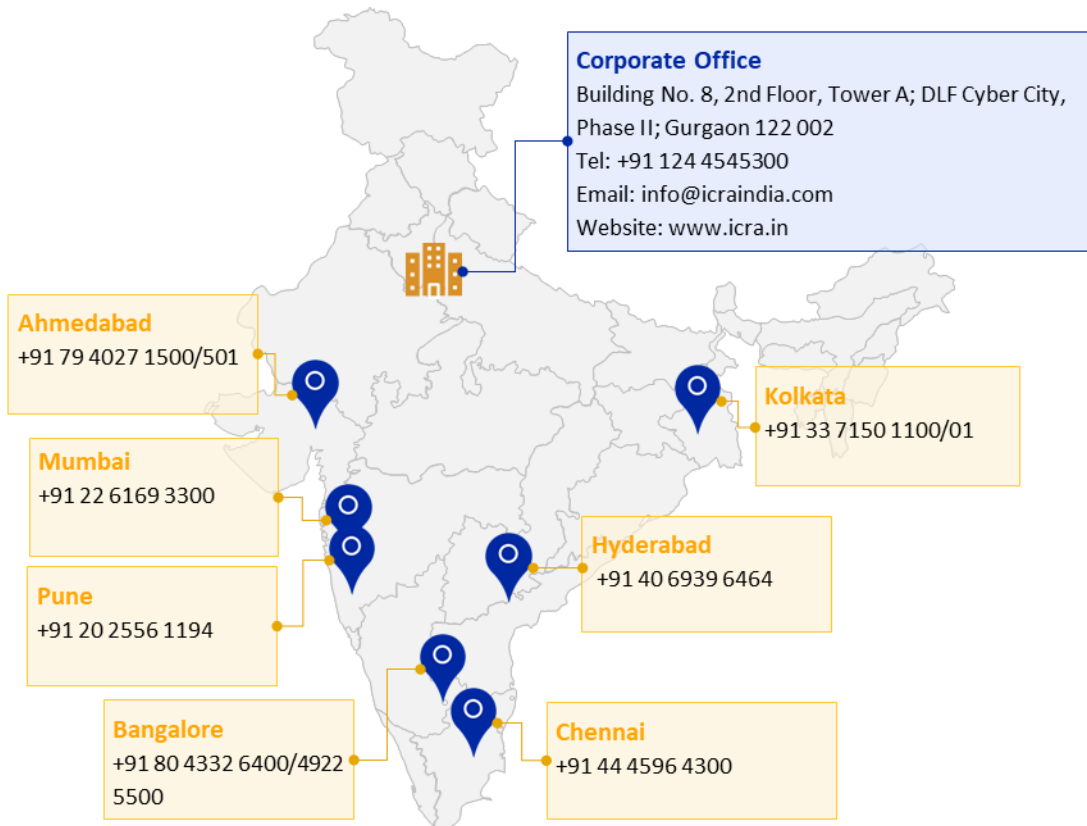 Corporate Office
Building No. 8, 2nd Floor, Tower A; DLF Cyber City,
Phase II; Gurgaon 122 002
Tel: +91 124 4545300
Email: info@icraindia.com
Website: www.icra.in
Ahmedabad
+91 79 4027 1500/501
Kolkata
+91 33 7150 1100/01
Mumbai
+91 22 6169 3300
Hyderabad
+91 40 6939 6464
Pune
+91 20 2556 1194
Bangalore
+91 80 4332 6400/4922
5500
Chennai
+91 44 4596 4300